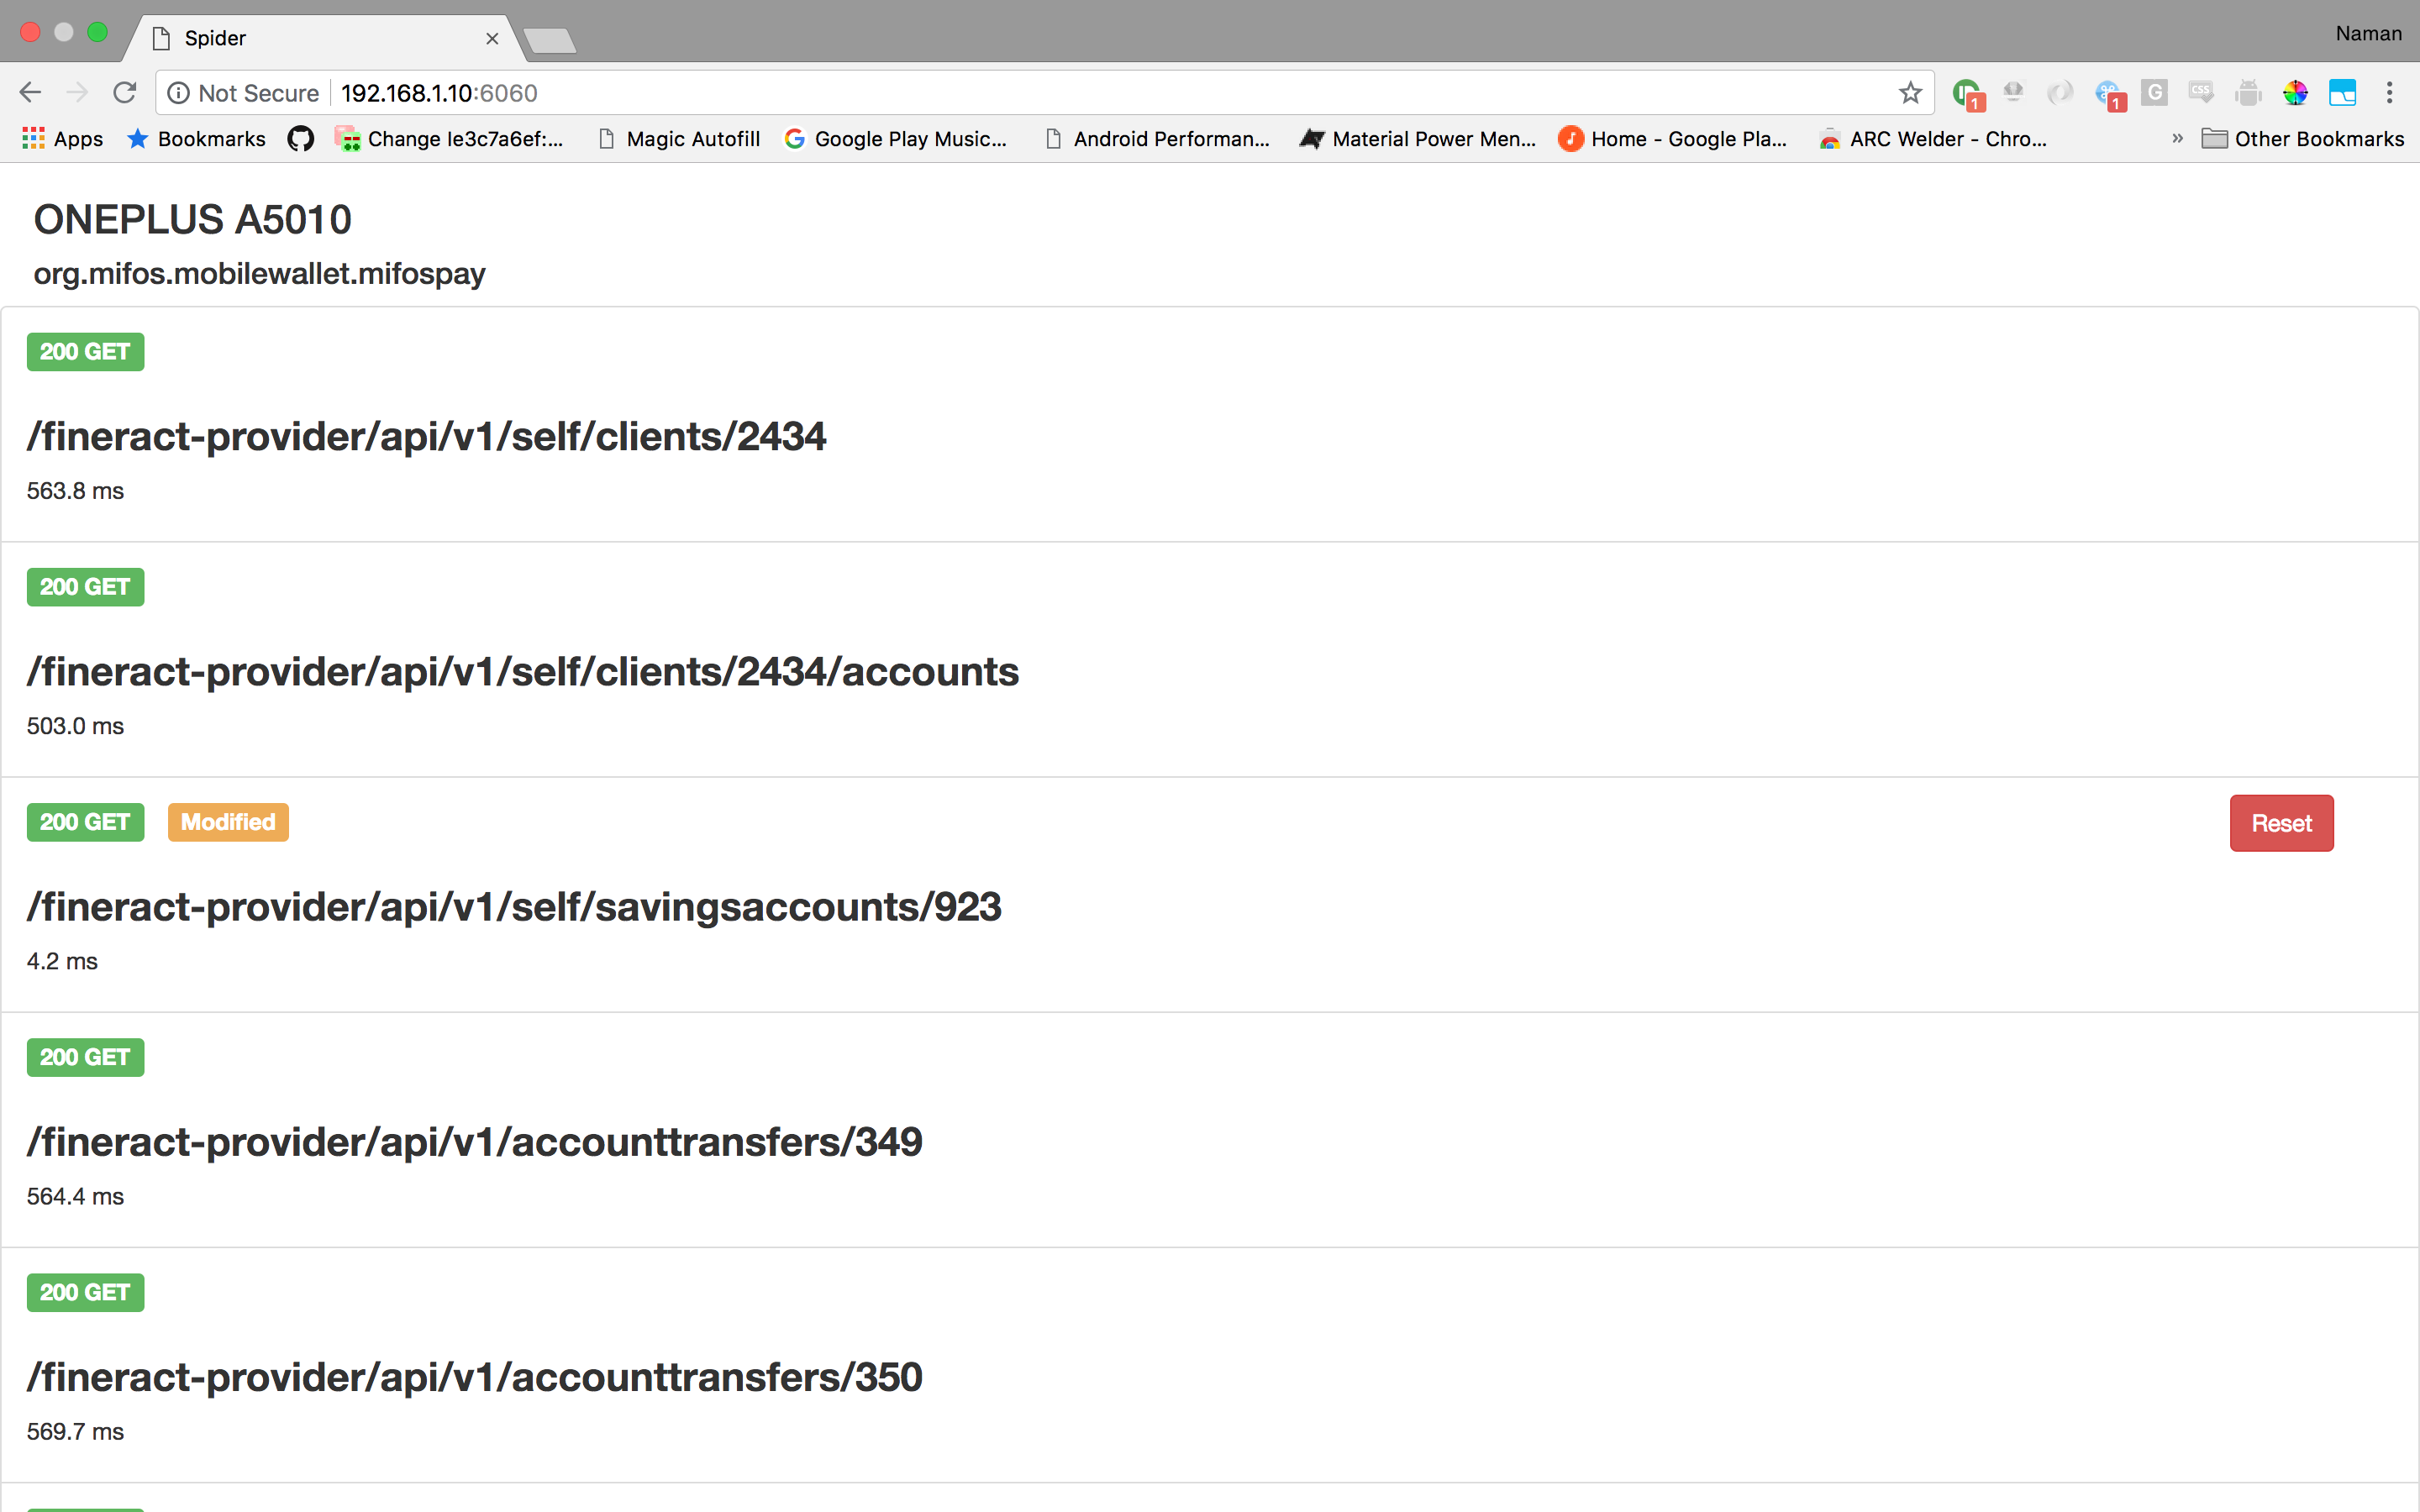 Spider
Naman
Not Secure 192.168.1.10:6060
1 1 G CSS
Apps Bookmarks Change Ie3c7a6ef:... Magic Autofill Google Play Music... Android Performan... Material Power Men... Home - Google Pla... ARC Welder - Chro... » Other Bookmarks
ONEPLUS A5010
org.mifos.mobilewallet.mifospay
200 GET
/fineract-provider/api/v1/self/clients/2434
563.8 ms
200 GET
/fineract-provider/api/v1/self/clients/2434/accounts
503.0 ms
200 GET Modified Reset
/fineract-provider/api/v1/self/savingsaccounts/923
4.2 ms
200 GET
/fineract-provider/api/v1/accounttransfers/349
564.4 ms
200 GET
/fineract-provider/api/v1/accounttransfers/350
569.7 ms